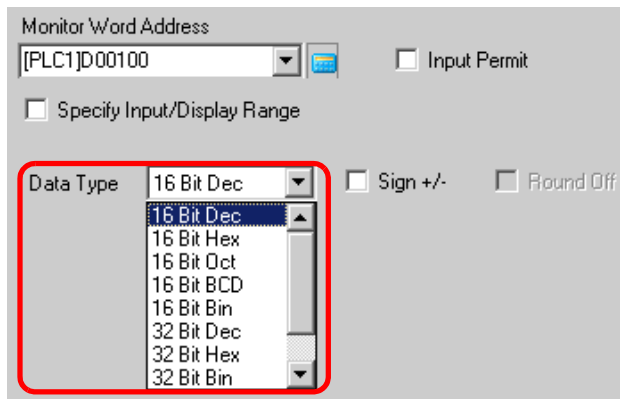 Monitor Word Address
[PLC1]D00100
Input Permit
Specify Input/Display Range
Data Type 16 Bit Dec Sign +/- Round Off
16 Bit Dec
16 Bit Hex
16 Bit Oct
16 Bit BCD
16 Bit Bin
32 Bit Dec
32 Bit Hex
32 Bit Bin